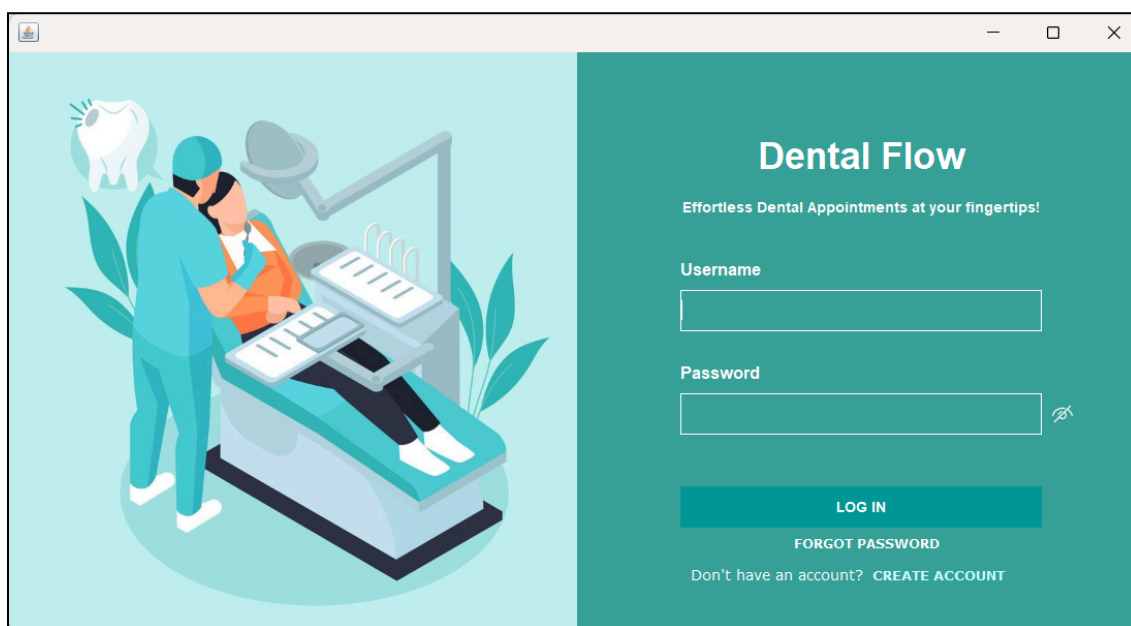 Dental Flow
Effortless Dental Appointments at your fingertips!
Username
Password
LOG IN
FORGOT PASSWORD
Don't have an account? CREATE ACCOUNT